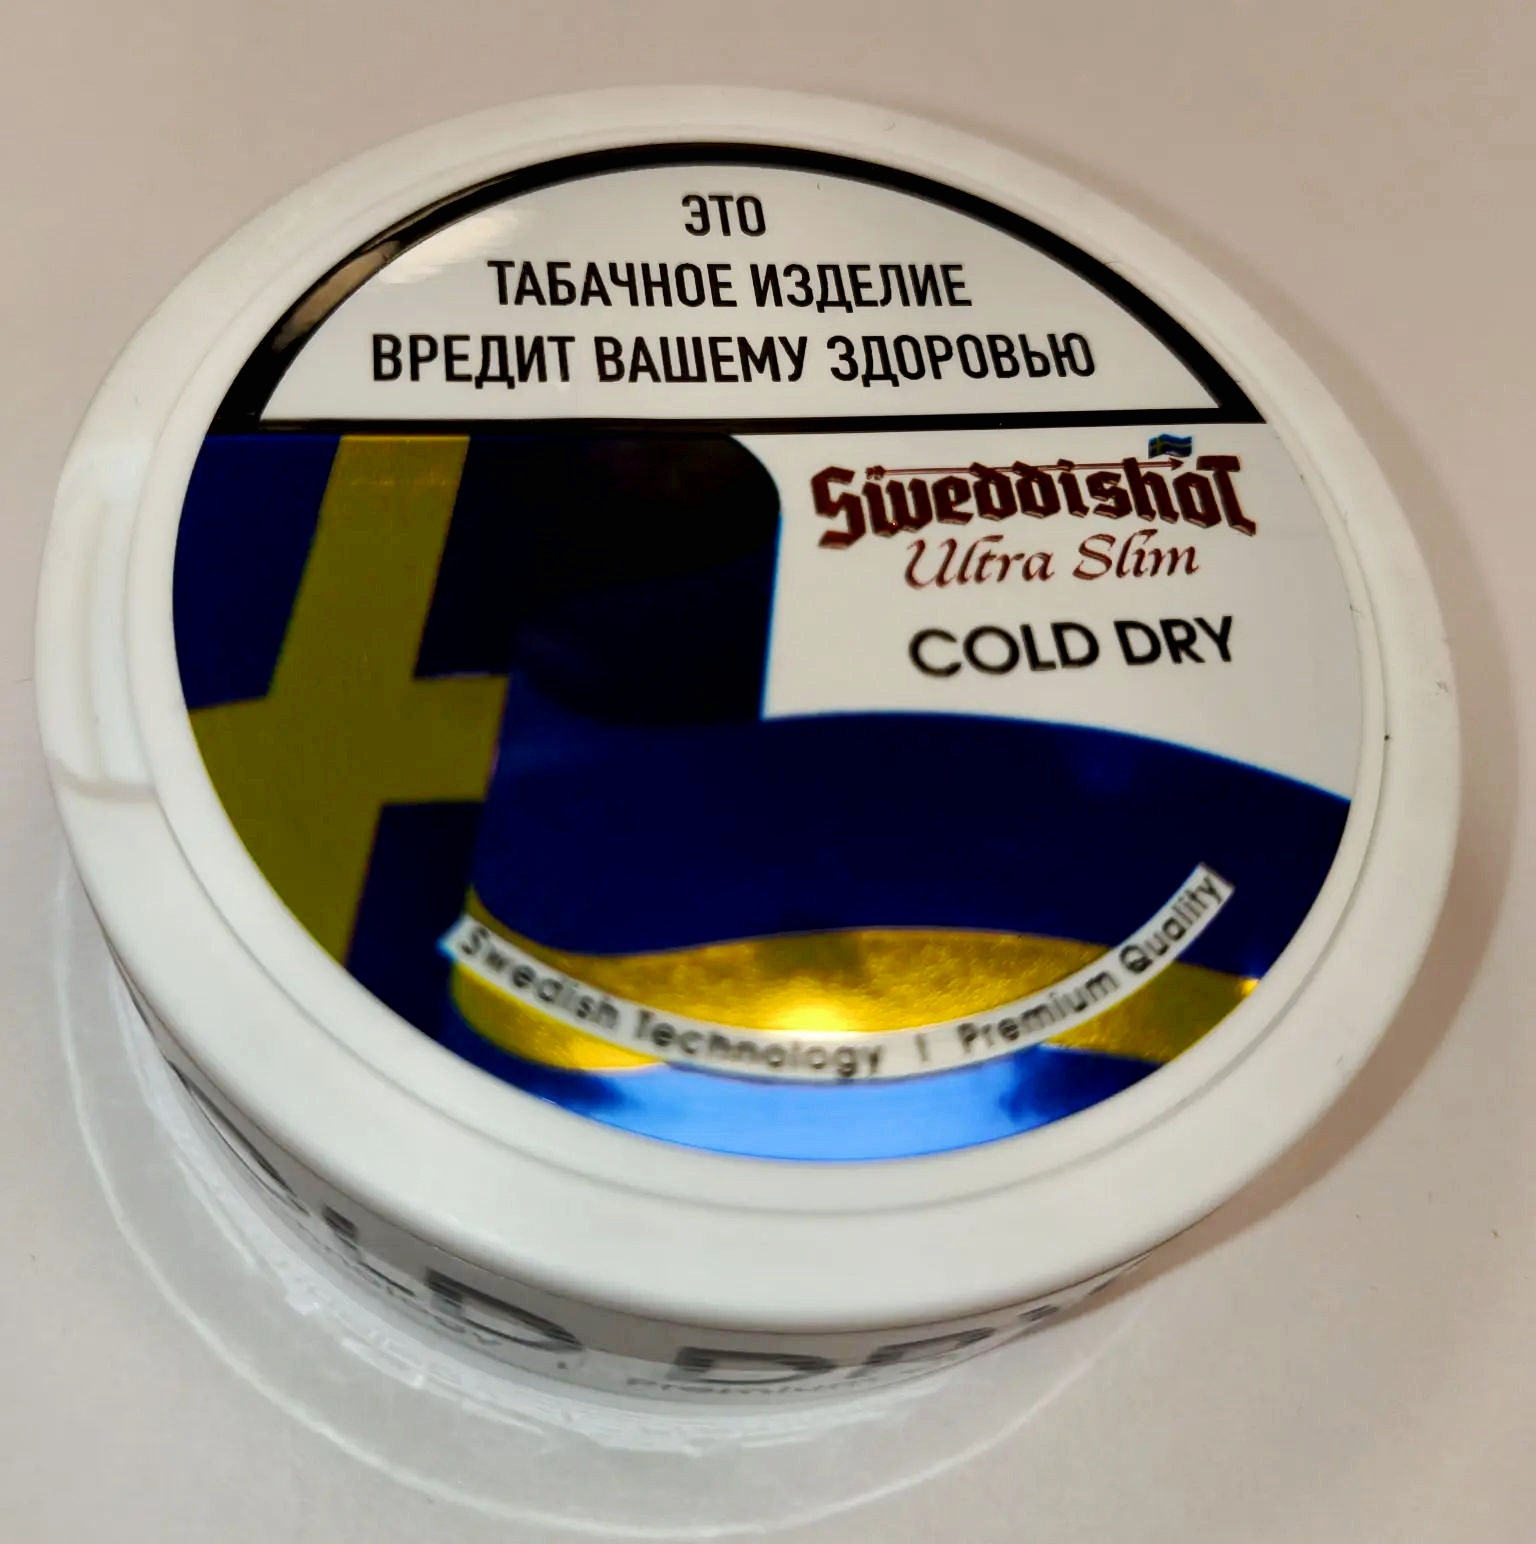 ЭТО
ТАБАЧНОЕ ИЗДЕЛИЕ
ВРЕДИТ ВАШЕМУ ЗДОРОВЬЮ
SweddishoT
Ultra Slim
COLD DRY
Swedish Technology | Premium Quality